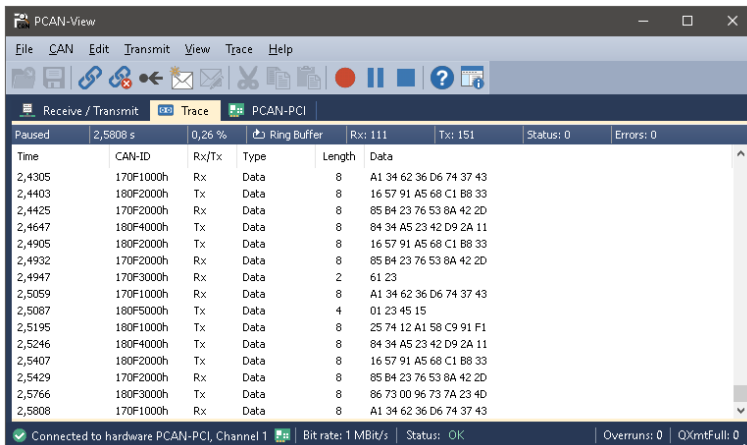 PCAN-View
File CAN Edit Transmit View Trace Help
Receive / Transmit Trace PCAN-PCI
Paused 2,5808 s 0,26 % Ring Buffer Rx: 111 Tx: 151 Status: 0 Errors: 0
Time CAN-ID Rx/Tx Type Length Data
2,4305 170F1000h Rx Data 8 A1 34 62 36 D6 74 37 43
2,4403 180F2000h Tx Data 8 16 57 91 A5 68 C1 B8 33
2,4425 170F2000h Rx Data 8 85 B4 23 76 53 8A 42 2D
2,4647 180F4000h Tx Data 8 84 34 A5 23 42 D9 2A 11
2,4905 180F2000h Tx Data 8 16 57 91 A5 68 C1 B8 33
2,4932 170F2000h Rx Data 8 85 B4 23 76 53 8A 42 2D
2,4947 170F3000h Rx Data 2 61 23
2,5059 170F1000h Rx Data 8 A1 34 62 36 D6 74 37 43
2,5087 180F5000h Tx Data 4 01 23 45 15
2,5195 180F1000h Tx Data 8 25 74 12 A1 58 C9 91 F1
2,5246 180F4000h Tx Data 8 84 34 A5 23 42 D9 2A 11
2,5407 180F2000h Tx Data 8 16 57 91 A5 68 C1 B8 33
2,5429 170F2000h Rx Data 8 85 B4 23 76 53 8A 42 2D
2,5766 180F3000h Tx Data 8 86 73 00 96 73 7A 23 4D
2,5808 170F1000h Rx Data 8 A1 34 62 36 D6 74 37 43
Connected to hardware PCAN-PCI, Channel 1 Bit rate: 1 MBit/s Status: OK Overruns: 0 QXmtFull: 0